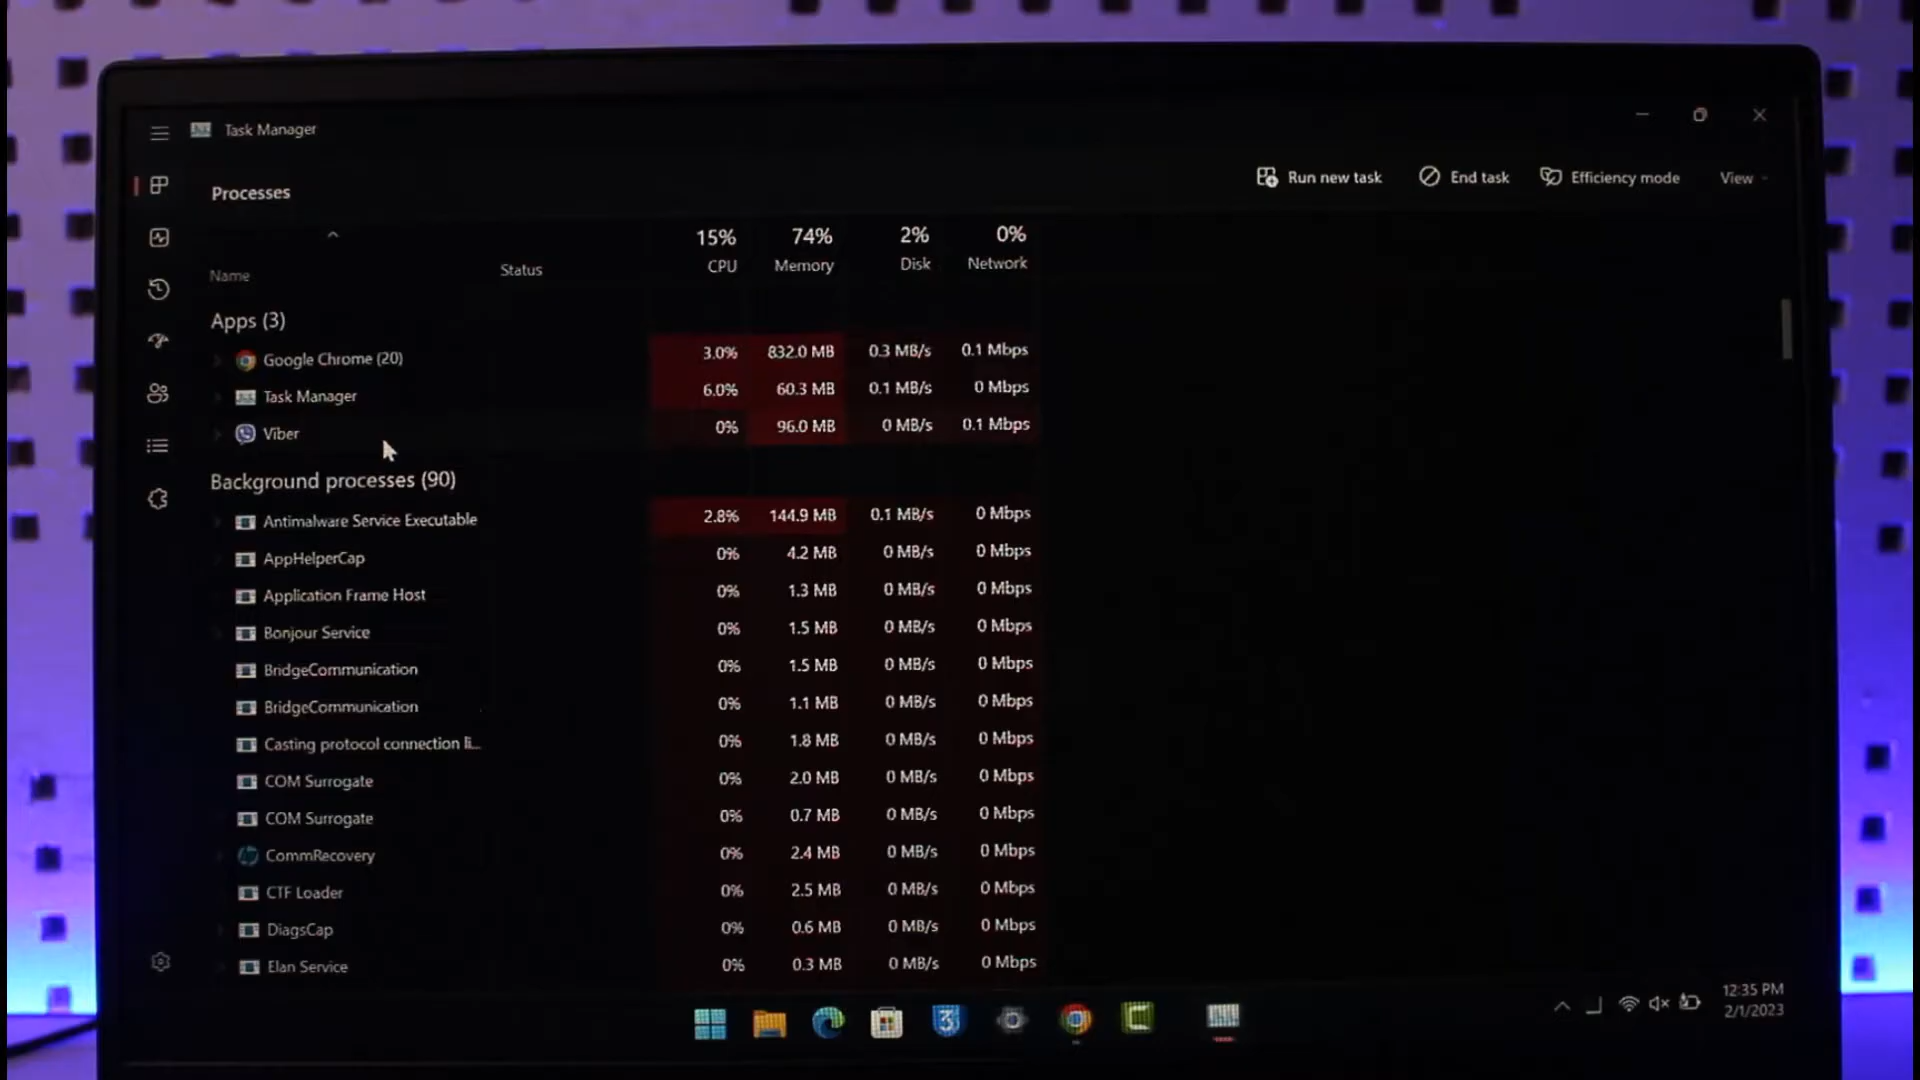 Task Manager
Run new task End task Efficiency mode View
Processes
15% 74% 2% 0%
Name Status CPU Memory Disk Network
Apps (3)
Google Chrome (20) 3.0% 832.0 MB 0.3 MB/s 0.1 Mbps
Task Manager 6.0% 60.3 MB 0.1 MB/s 0 Mbps
Viber 0% 96.0 MB 0 MB/s 0.1 Mbps
Background processes (90)
Antimalware Service Executable 2.8% 144.9 MB 0.1 MB/s 0 Mbps
AppHelperCap 0% 4.2 MB 0 MB/s 0 Mbps
Application Frame Host 0% 1.3 MB 0 MB/s 0 Mbps
Bonjour Service 0% 1.5 MB 0 MB/s 0 Mbps
BridgeCommunication 0% 1.5 MB 0 MB/s 0 Mbps
BridgeCommunication 0% 1.1 MB 0 MB/s 0 Mbps
Casting protocol connection li... 0% 1.8 MB 0 MB/s 0 Mbps
COM Surrogate 0% 2.0 MB 0 MB/s 0 Mbps
COM Surrogate 0% 0.7 MB 0 MB/s 0 Mbps
CommRecovery 0% 2.4 MB 0 MB/s 0 Mbps
CTF Loader 0% 2.5 MB 0 MB/s 0 Mbps
DiagsCap 0% 0.6 MB 0 MB/s 0 Mbps
Elan Service 0% 0.3 MB 0 MB/s 0 Mbps
12:35 PM
2/1/2023